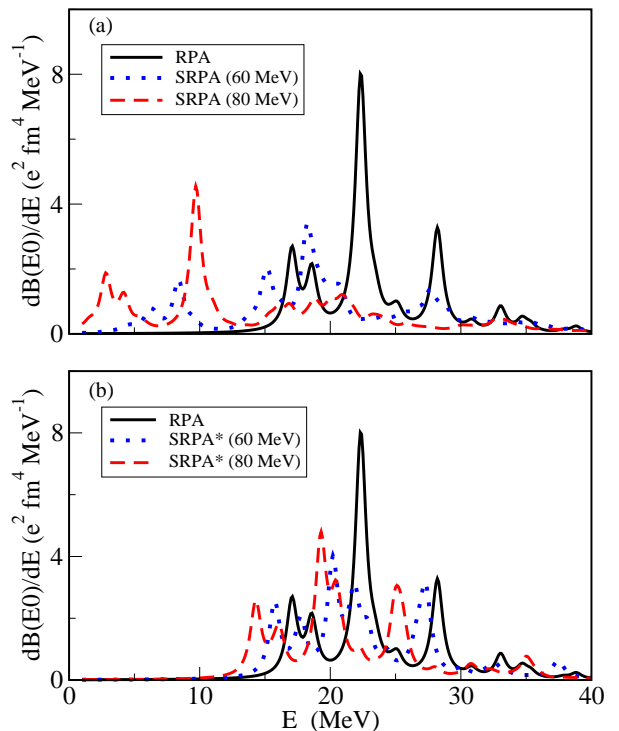 (a)
RPA
SRPA (60 MeV)
SRPA (80 MeV)
dB(E0)/dE (e² fm⁴ MeV⁻¹)
8
4
0
(b)
RPA
SRPA* (60 MeV)
SRPA* (80 MeV)
dB(E0)/dE (e² fm⁴ MeV⁻¹)
8
4
0
0 10 20 30 40
E (MeV)